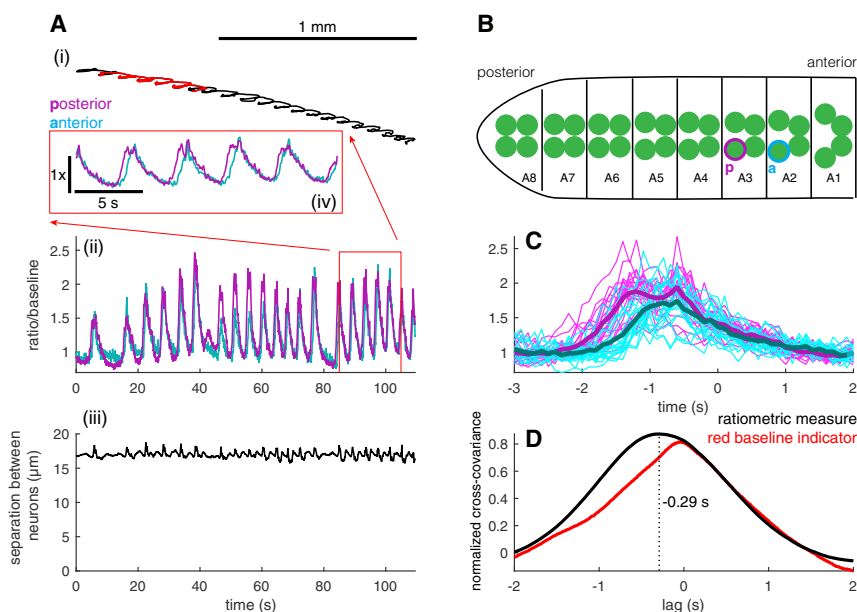 A
1 mm
(i)
posterior
anterior
1x
5 s
(iv)
(ii)
2.5
2
1.5
1
ratio/baseline
0 20 40 60 80 100
(iii)
20
15
10
5
0
separation between
neurons (µm)
0 20 40 60 80 100
time (s)
B
posterior
anterior
p
a
A8 A7 A6 A5 A4 A3 A2 A1
C
2.5
2
1.5
1
-3 -2 -1 0 1 2
time (s)
D
ratiometric measure
red baseline indicator
normalized cross-covariance
0.8
0.6
0.4
0.2
0
-0.29 s
-2 -1 0 1 2
lag (s)